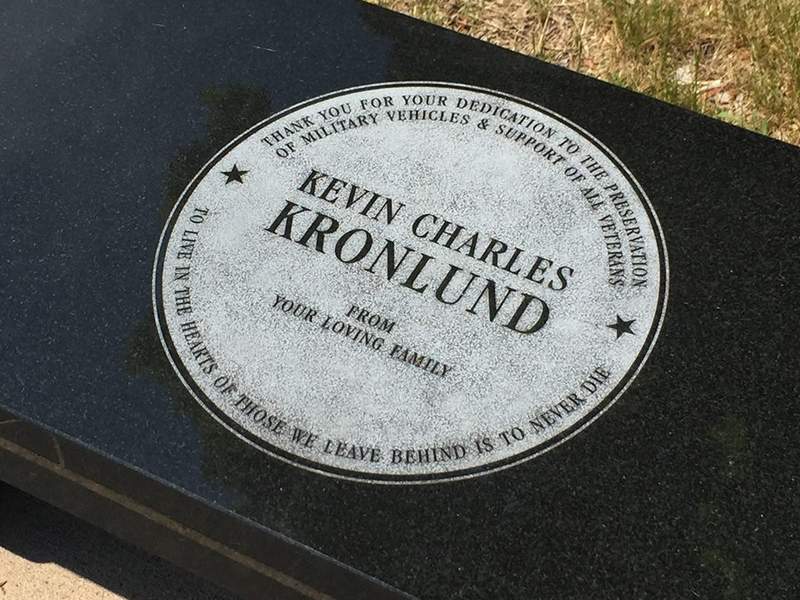 THANK YOU FOR YOUR DEDICATION TO THE PRESERVATION
OF MILITARY VEHICLES & SUPPORT OF ALL VETERANS
KEVIN CHARLES
KRONLUND
FROM
YOUR LOVING FAMILY
TO LIVE IN THE HEARTS OF THOSE WE LEAVE BEHIND IS TO NEVER DIE